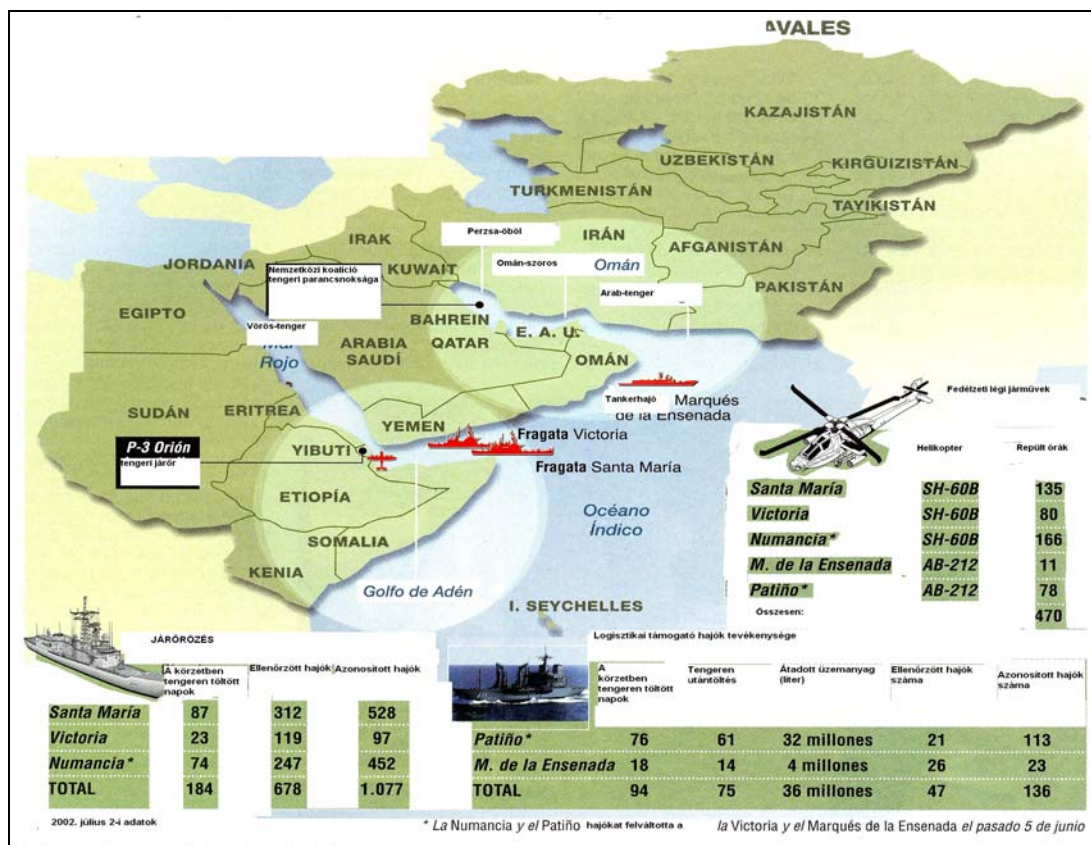 AVALES
KAZAJISTÁN
UZBEKISTÁN
KIRGUIZISTÁN
TURKMENISTÁN
TAYIKISTÁN
Perzsa-öböl
IRÁN
IRAK
AFGANISTÁN
JORDANIA
Nemzetközi koalíció
tengeri parancsnoksága
KUWAIT
Omán-szoros
Omán
PAKISTÁN
Arab-tenger
EGIPTO
BAHREIN
Vörös-tenger
Mar
Rojo
ARABIA
SAUDÍ
QATAR
E. A. U.
OMÁN
SUDÁN
ERITREA
YEMEN
Tankerhajó
Marqués
de la Ensenada
Fragata Victoria
Fragata Santa María
P-3 Orión
tengeri járőr
YIBUTI
ETIOPÍA
Océano
Índico
SOMALIA
KENIA
Golfo de Adén
I. SEYCHELLES
Fedélzeti légi járművek
Helikopter Repült órák
Santa María SH-60B 135
Victoria SH-60B 80
Numancia* SH-60B 166
M. de la Ensenada AB-212 11
Patiño* AB-212 78
Összesen: 470
JÁRŐRÖZÉS
A körzetben
tengeren töltött
napok
Ellenőrzött hajók
Azonosított hajók
Santa María 87 312 528
Victoria 23 119 97
Numancia* 74 247 452
TOTAL 184 678 1.077
2002. július 2-i adatok
Logisztikai támogató hajók tevékenysége
A
körzetben
tengeren töltött
napok
Tengeren
utántöltés
Átadott üzemanyag
(liter)
Ellenőrzött hajók
száma
Azonosított hajók
száma
Patiño* 76 61 32 millones 21 113
M. de la Ensenada 18 14 4 millones 26 23
TOTAL 94 75 36 millones 47 136
* La Numancia y el Patiño hajókat felváltotta a la Victoria y el Marqués de la Ensenada el pasado 5 de junio